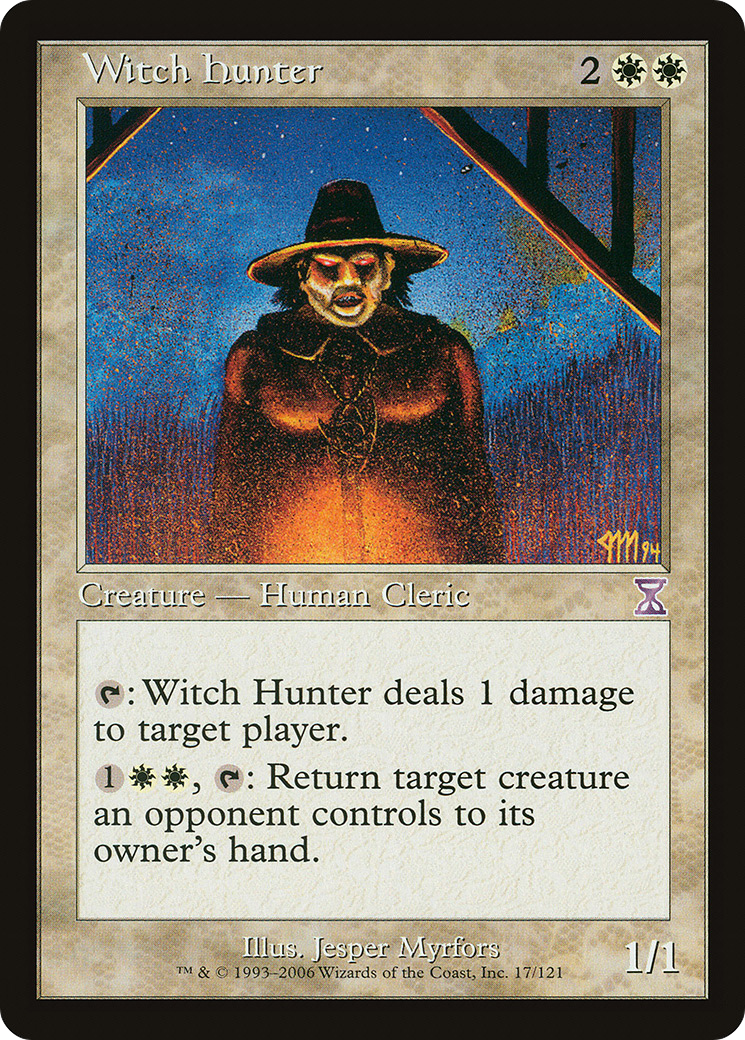 Witch Hunter 2
JM 94
Creature — Human Cleric
: Witch Hunter deals 1 damage
to target player.
1 , : Return target creature
an opponent controls to its
owner's hand.
Illus. Jesper Myrfors
™ & © 1993–2006 Wizards of the Coast, Inc. 17/121
1/1